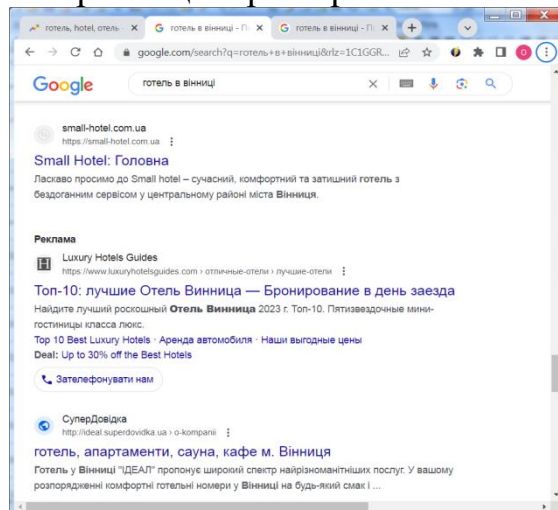 готель, hotel, отель
готель в вінниці - П
готель в вінниці - П
google.com/search?q=готель+в+вінниці&rlz=1C1GGR...
Google
готель в вінниці
small-hotel.com.ua
https://small-hotel.com.ua
Small Hotel: Головна
Ласкаво просимо до Small hotel – сучасний, комфортний та затишний готель з
бездоганним сервісом у центральному районі міста Вінниця.
Реклама
Luxury Hotels Guides
https://www.luxuryhotelsguides.com › отличные-отели › лучшие-отели
Топ-10: лучшие Отель Винница — Бронирование в день заезда
Найдите лучший роскошный Отель Винница 2023 г. Топ-10. Пятизвездочные мини-
гостиницы класса люкс.
Top 10 Best Luxury Hotels · Аренда автомобиля · Наши выгодные цены
Deal: Up to 30% off the Best Hotels
Зателефонувати нам
СуперДовідка
http://ideal.superdovidka.ua › o-kompanii
готель, апартаменти, сауна, кафе м. Вінниця
Готель у Вінниці "ІДЕАЛ" пропонує широкий спектр найрізноманітніших послуг. У вашому
розпорядженні комфортні готельні номери у Вінниці на будь-який смак і ...